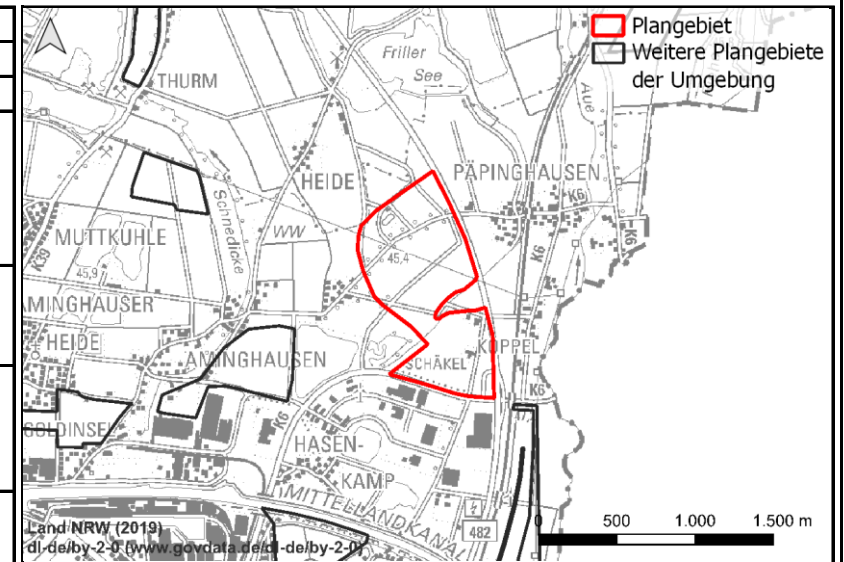 Plangebiet
Weitere Plangebiete
der Umgebung
Friller
See
THURM
Aue
HEIDE
PÄPINGHAUSEN
K6
Schnedicke
WW
MUTTKUHLE
K39
45,9
45,4
K6
K6
AMINGHAUSER
HEIDE
AMINGHAUSEN
SCHÄKEL
KOPPEL
K6
K6
GOLDINSEL
HASEN-
KAMP
MITTELLANDKANAL
482
Land NRW (2019)
dl-de/by-2-0 (www.govdata.de/dl-de/by-2-0)
0 500 1.000 1.500 m